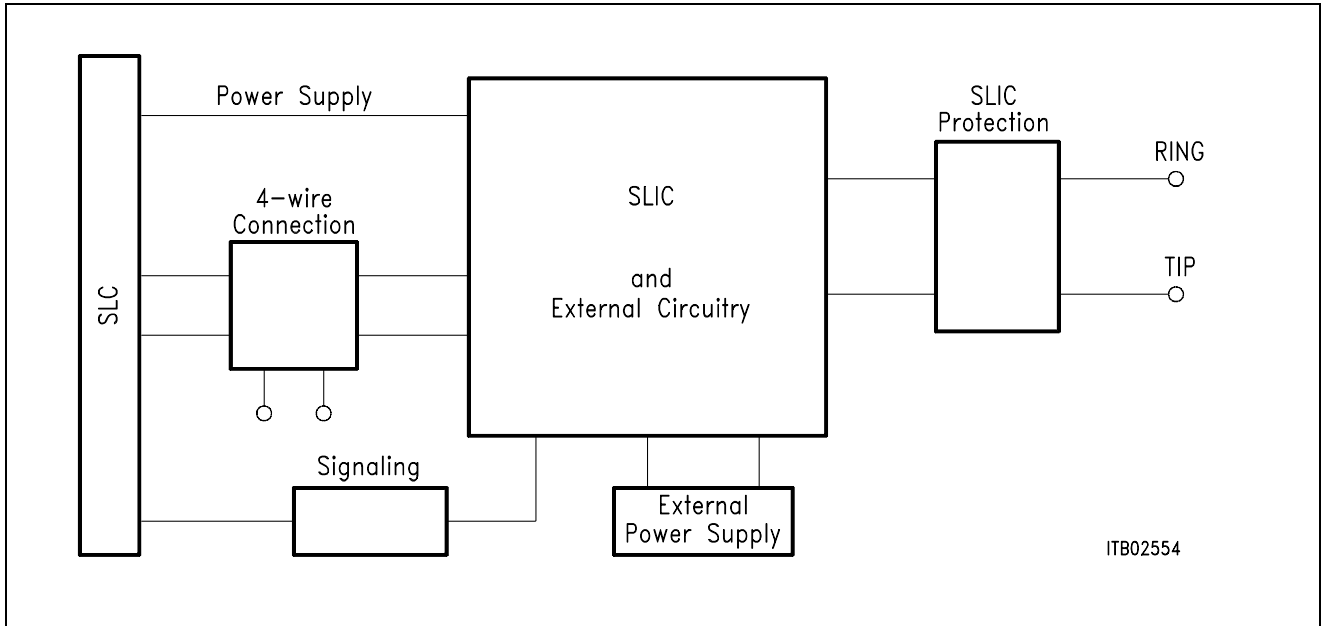 Power Supply
SLIC
Protection
RING
4-wire
Connection
SLIC
and
External Circuitry
TIP
SLC
Signaling
External
Power Supply
ITB02554